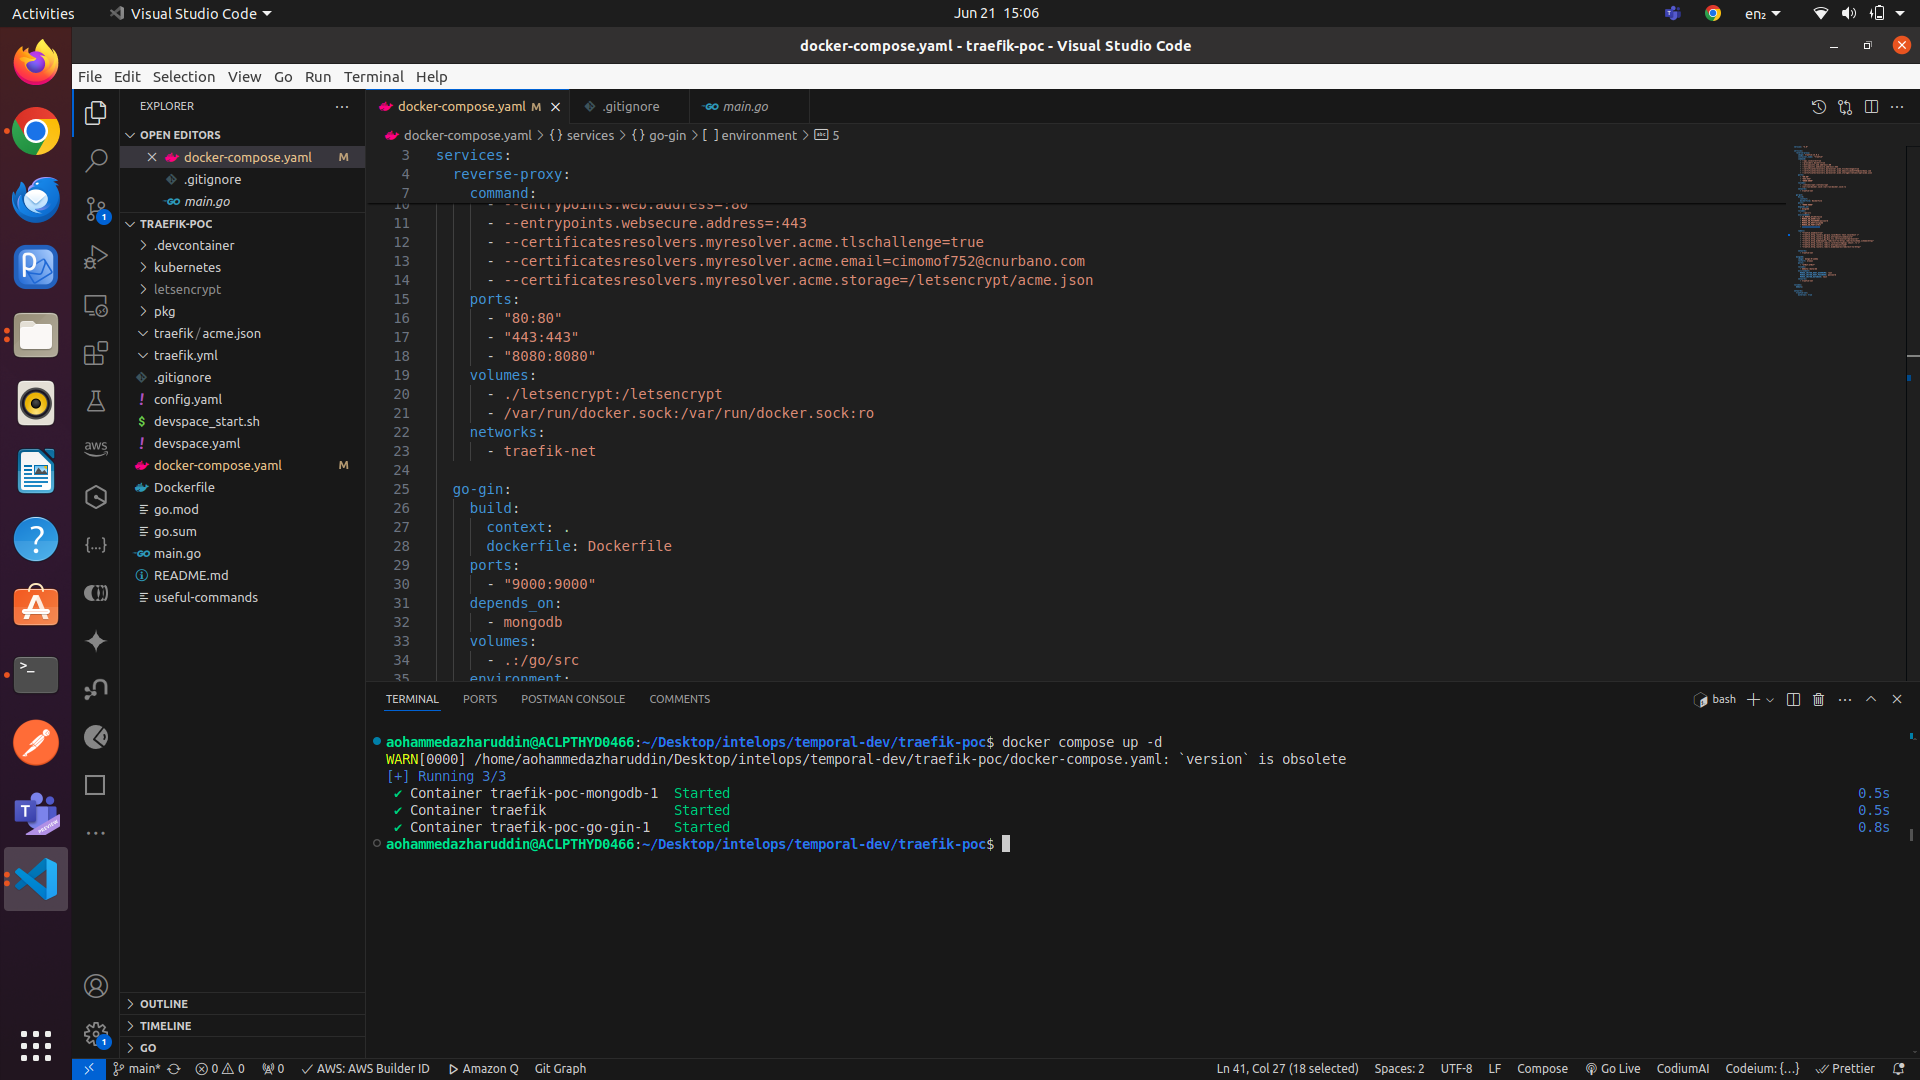 Activities
Visual Studio Code
Jun 21 15:06
en₂
docker-compose.yaml - traefik-poc - Visual Studio Code
File Edit Selection View Go Run Terminal Help
EXPLORER
OPEN EDITORS
docker-compose.yaml M
.gitignore
main.go
TRAEFIK-POC
.devcontainer
kubernetes
letsencrypt
pkg
traefik / acme.json
traefik.yml
.gitignore
config.yaml
devspace_start.sh
devspace.yaml
docker-compose.yaml M
Dockerfile
go.mod
go.sum
main.go
README.md
useful-commands
OUTLINE
TIMELINE
GO
aws
1
1
docker-compose.yaml M
.gitignore
main.go
docker-compose.yaml > {} services > {} go-gin > [ ] environment > abc 5
3 services:
4 reverse-proxy:
7 command:
10 - --entrypoints.web.address=:80
11 - --entrypoints.websecure.address=:443
12 - --certificatesresolvers.myresolver.acme.tlschallenge=true
13 - --certificatesresolvers.myresolver.acme.email=cimomof752@cnurbano.com
14 - --certificatesresolvers.myresolver.acme.storage=/letsencrypt/acme.json
15 ports:
16 - "80:80"
17 - "443:443"
18 - "8080:8080"
19 volumes:
20 - ./letsencrypt:/letsencrypt
21 - /var/run/docker.sock:/var/run/docker.sock:ro
22 networks:
23 - traefik-net
24
25 go-gin:
26 build:
27 context: .
28 dockerfile: Dockerfile
29 ports:
30 - "9000:9000"
31 depends_on:
32 - mongodb
33 volumes:
34 - .:/go/src
35 environment:
TERMINAL PORTS POSTMAN CONSOLE COMMENTS
bash
aohammedazharuddin@ACLPTHYD0466:~/Desktop/intelops/temporal-dev/traefik-poc$ docker compose up -d
WARN[0000] /home/aohammedazharuddin/Desktop/intelops/temporal-dev/traefik-poc/docker-compose.yaml: `version` is obsolete
[+] Running 3/3
✔ Container traefik-poc-mongodb-1 Started 0.5s
✔ Container traefik Started 0.5s
✔ Container traefik-poc-go-gin-1 Started 0.8s
aohammedazharuddin@ACLPTHYD0466:~/Desktop/intelops/temporal-dev/traefik-poc$
main* 0 0 0 AWS: AWS Builder ID Amazon Q Git Graph
Ln 41, Col 27 (18 selected) Spaces: 2 UTF-8 LF Compose Go Live CodiumAI Codeium: {...} Prettier